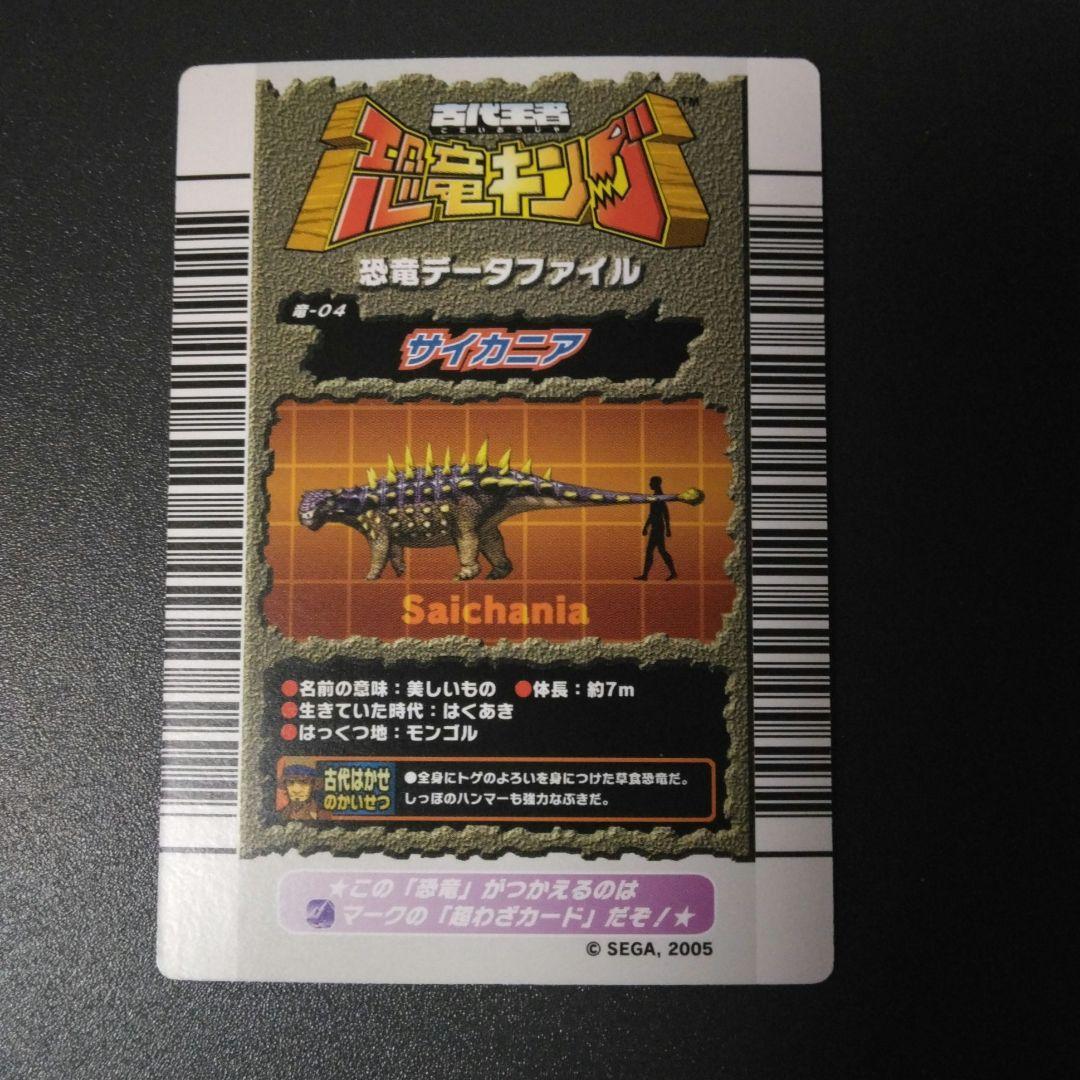 古代王者
こだいおうじゃ
恐竜キング™
恐竜データファイル
竜-04
サイカニア
Saichania
●名前の意味：美しいもの ●体長：約7m
●生きていた時代：はくあき
●はっくつ地：モンゴル
古代はかせ
のかいせつ
●全身にトゲのよろいを身につけた草食恐竜だ。
しっぽのハンマーも強力なぶきだ。
★この「恐竜」がつかえるのは
マークの「超わざカード」だぞ！★
© SEGA, 2005